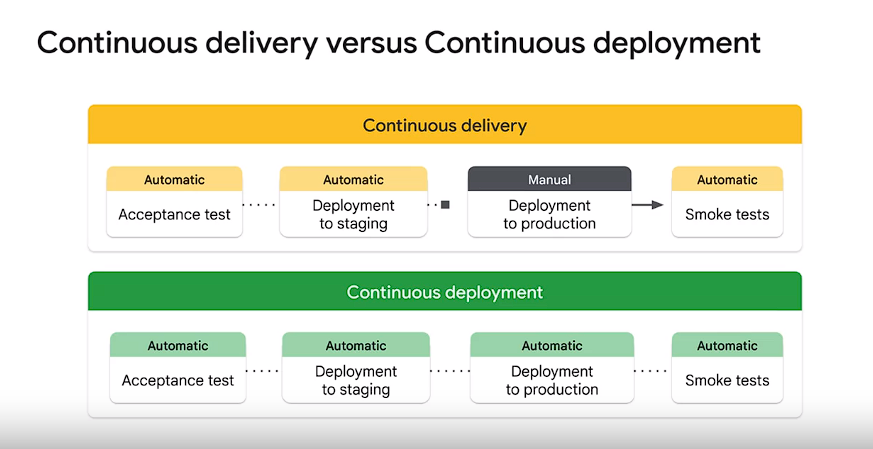 Continuous delivery versus Continuous deployment
Continuous delivery
Automatic
Acceptance test
Automatic
Deployment
to staging
Manual
Deployment
to production
Automatic
Smoke tests
Continuous deployment
Automatic
Acceptance test
Automatic
Deployment
to staging
Automatic
Deployment
to production
Automatic
Smoke tests